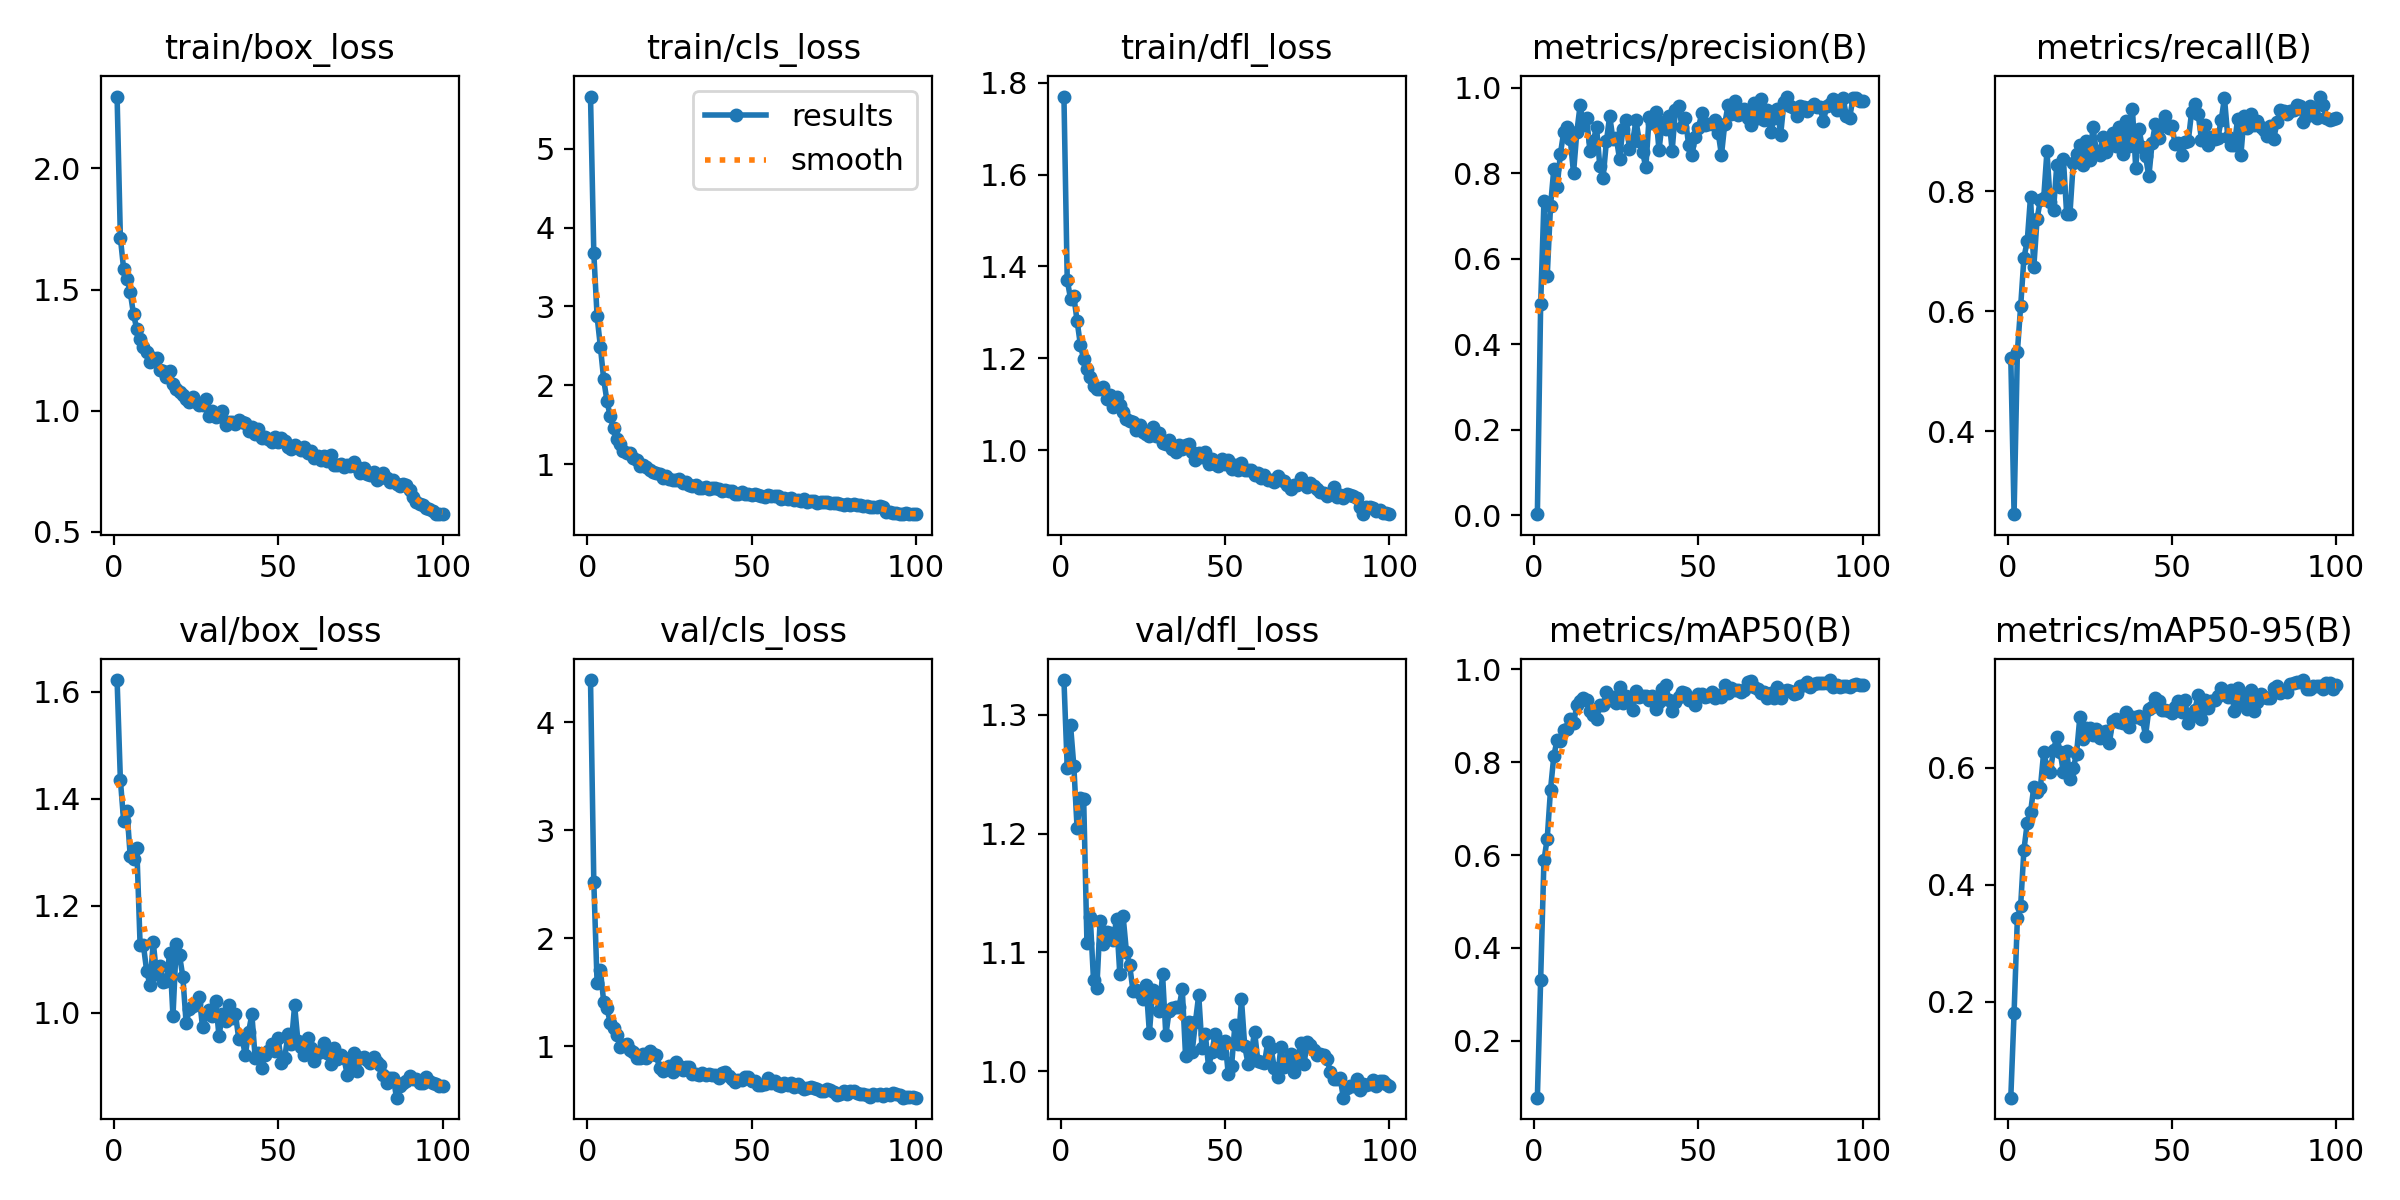 train/box_loss
2.0
1.5
1.0
0.5
0 50 100
train/cls_loss
results
smooth
5
4
3
2
1
0 50 100
train/dfl_loss
1.8
1.6
1.4
1.2
1.0
0 50 100
metrics/precision(B)
1.0
0.8
0.6
0.4
0.2
0.0
0 50 100
metrics/recall(B)
0.8
0.6
0.4
0 50 100
val/box_loss
1.6
1.4
1.2
1.0
0 50 100
val/cls_loss
4
3
2
1
0 50 100
val/dfl_loss
1.3
1.2
1.1
1.0
0 50 100
metrics/mAP50(B)
1.0
0.8
0.6
0.4
0.2
0 50 100
metrics/mAP50-95(B)
0.6
0.4
0.2
0 50 100